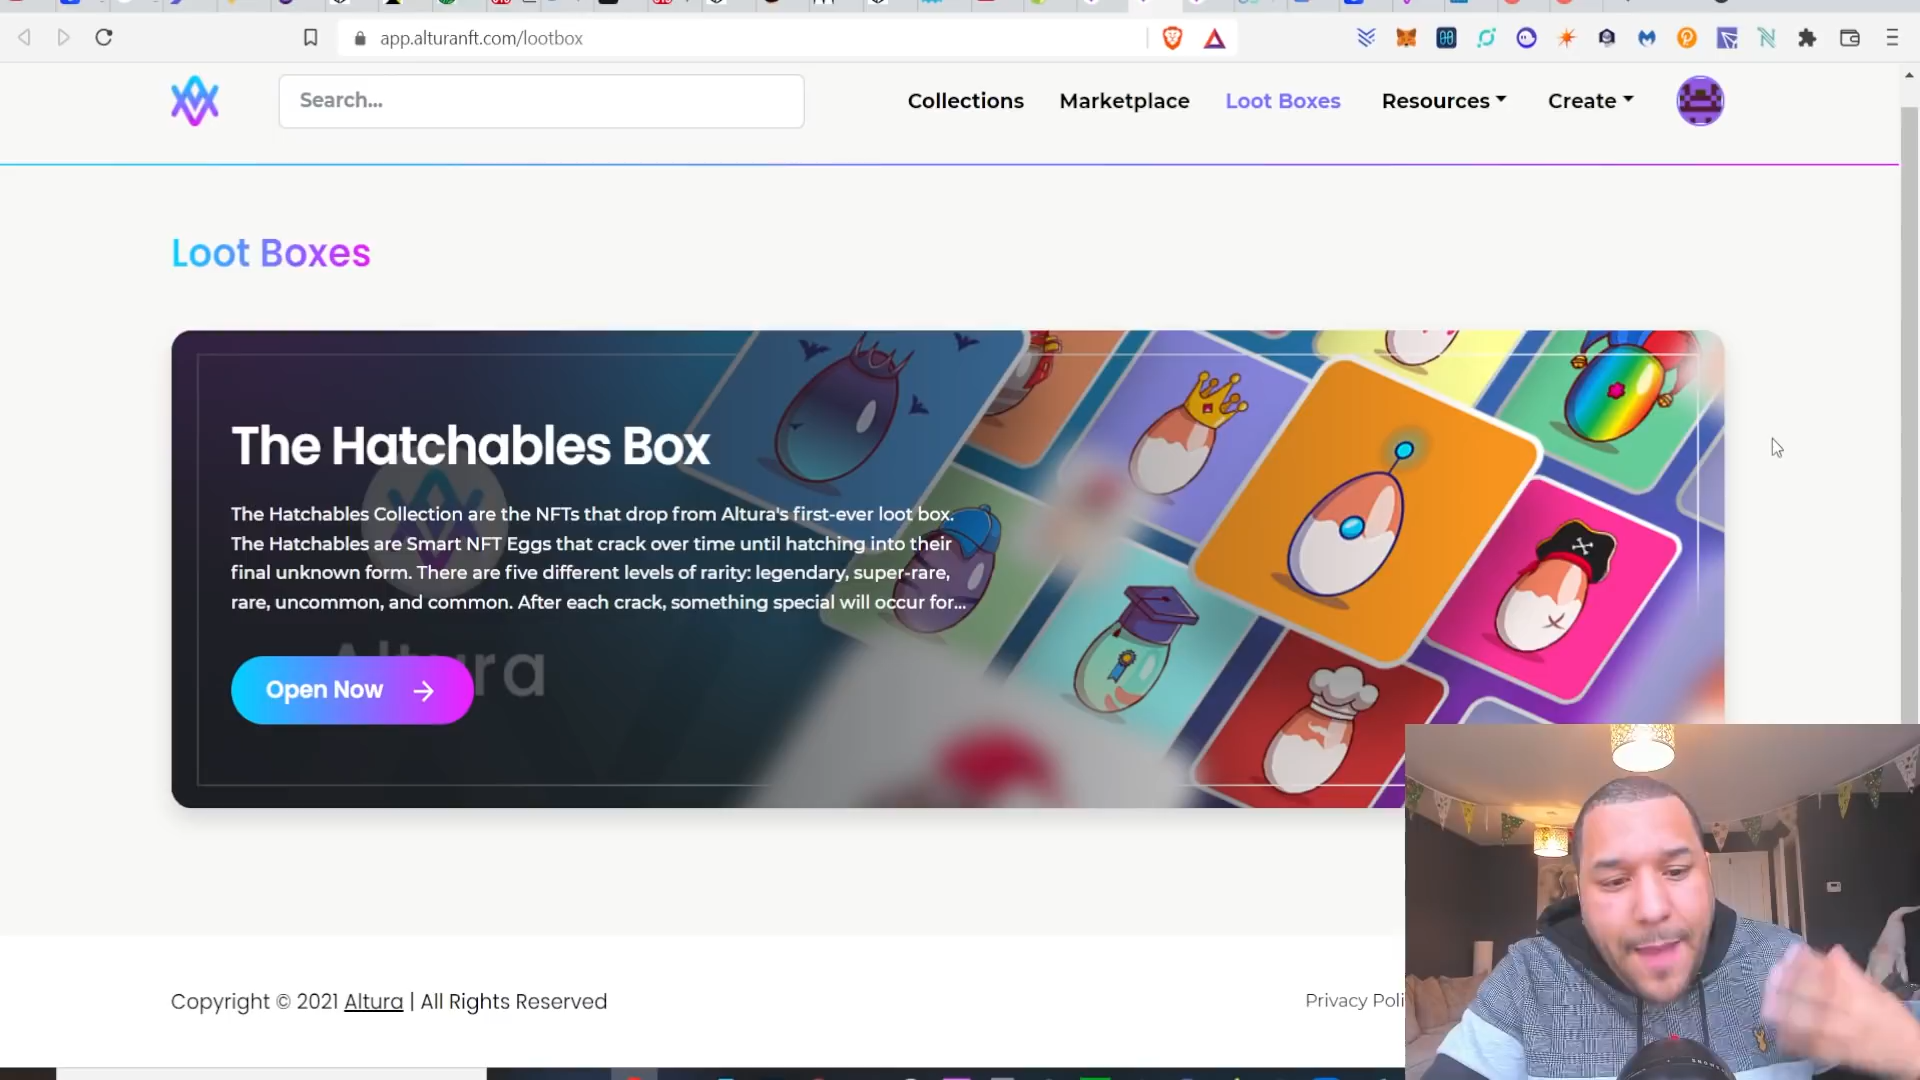 app.alturanft.com/lootbox
Search...
Collections
Marketplace
Loot Boxes
Resources
Create
Loot Boxes
The Hatchables Box
The Hatchables Collection are the NFTs that drop from Altura's first-ever loot box.
The Hatchables are Smart NFT Eggs that crack over time until hatching into their
final unknown form. There are five different levels of rarity: legendary, super-rare,
rare, uncommon, and common. After each crack, something special will occur for...
Altura
Open Now
Copyright © 2021 Altura | All Rights Reserved
Privacy Poli